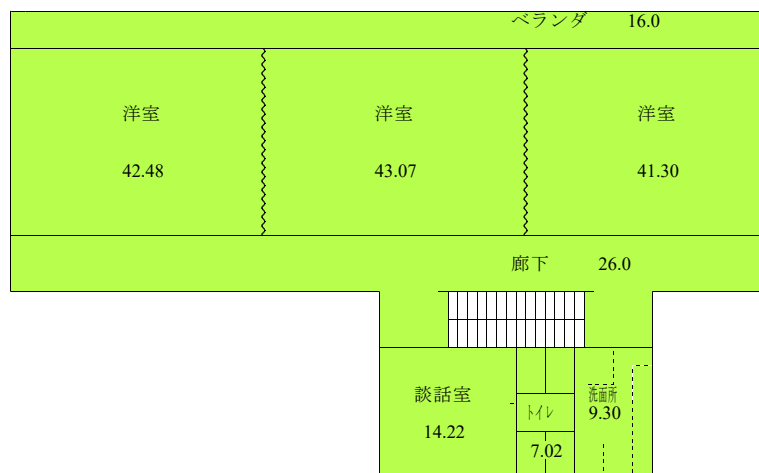 ベランダ 16.0
洋室 洋室 洋室
42.48 43.07 41.30
廊下 26.0
談話室
14.22
トイレ
7.02
洗面所
9.30